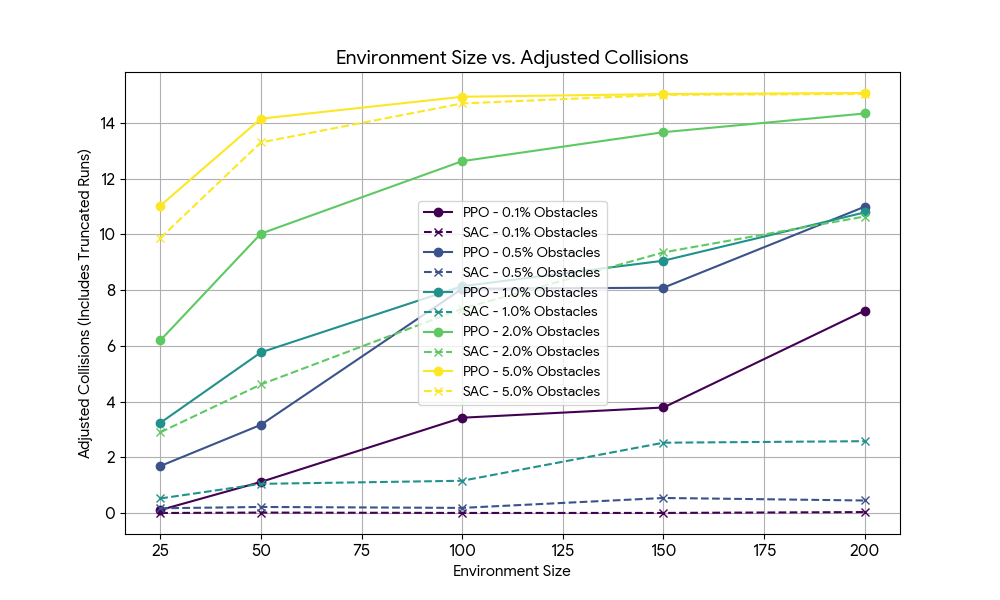 Environment Size vs. Adjusted Collisions
Adjusted Collisions (Includes Truncated Runs)
14
12
10
8
6
4
2
0
PPO - 0.1% Obstacles
SAC - 0.1% Obstacles
PPO - 0.5% Obstacles
SAC - 0.5% Obstacles
PPO - 1.0% Obstacles
SAC - 1.0% Obstacles
PPO - 2.0% Obstacles
SAC - 2.0% Obstacles
PPO - 5.0% Obstacles
SAC - 5.0% Obstacles
25 50 75 100 125 150 175 200
Environment Size